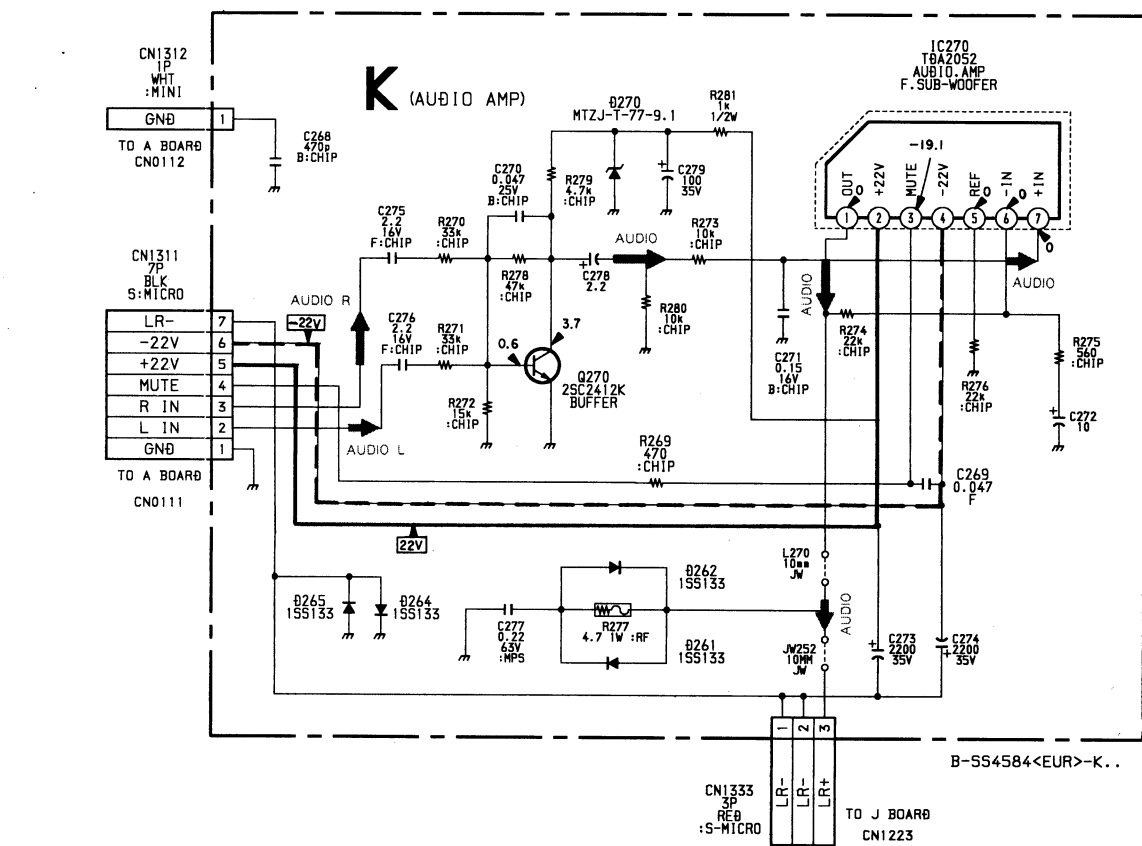 CN1312
1P
WHT
:MINI
GND 1
TO A BOARD
CN0112
C268
470p
B:CHIP
K (AUDIO AMP)
D270
MTZJ-T-77-9.1
R281
1k
1/2W
IC270
TDA2052
AUDIO.AMP
F.SUB-WOOFER
-19.1
OUT
+22V
MUTE
-22V
REF
-IN
+IN
0
0
0
0
1 2 3 4 5 6 7
C270
0.047
25V
B:CHIP
R279
4.7k
:CHIP
C279
100
35V
+
C275
2.2
16V
F:CHIP
R270
33k
:CHIP
R278
47k
:CHIP
+
C278
2.2
AUDIO
R273
10k
:CHIP
R280
10k
:CHIP
AUDIO
AUDIO
CN1311
7P
BLK
S:MICRO
LR- 7
-22V 6
+22V 5
MUTE 4
R IN 3
L IN 2
GND 1
TO A BOARD
CN0111
AUDIO R
-22V
AUDIO L
C276
2.2
16V
F:CHIP
R271
33k
:CHIP
R272
15k
:CHIP
0.6
3.7
Q270
2SC2412K
BUFFER
C271
0.15
16V
B:CHIP
R274
22k
:CHIP
R276
22k
:CHIP
R275
560
:CHIP
+
C272
10
R269
470
:CHIP
C269
0.047
F
22V
D265
1SS133
D264
1SS133
D262
1SS133
C277
0.22
63V
:MPS
R277
4.7 1W :RF
D261
1SS133
L270
10mm
JW
AUDIO
JW252
10MM
JW
+
C273
2200
35V
+
C274
2200
35V
1 2 3
LR-
LR-
LR+
CN1333
3P
RED
:S-MICRO
TO J BOARD
CN1223
B-SS4584<EUR>-K..